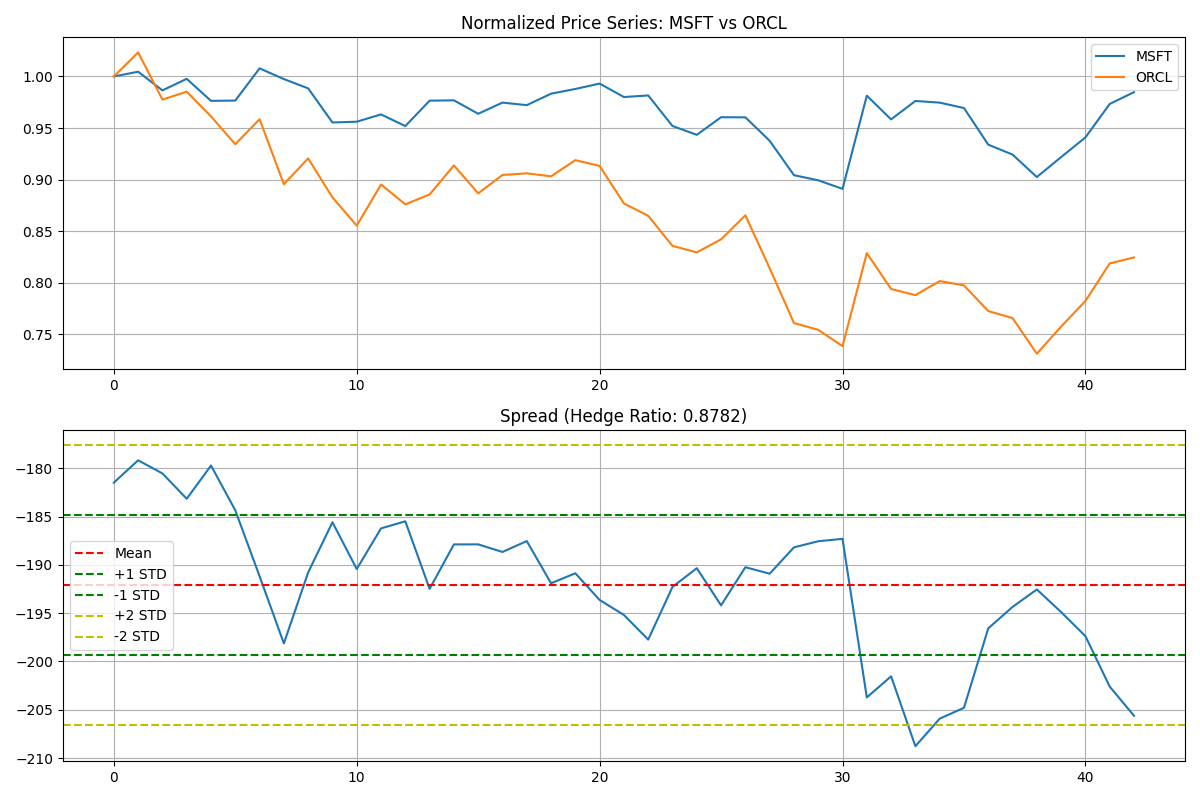 Normalized Price Series: MSFT vs ORCL
MSFT
ORCL
1.00
0.95
0.90
0.85
0.80
0.75
0 10 20 30 40
Spread (Hedge Ratio: 0.8782)
−180
−185
−190
−195
−200
−205
−210
Mean
+1 STD
-1 STD
+2 STD
-2 STD
0 10 20 30 40